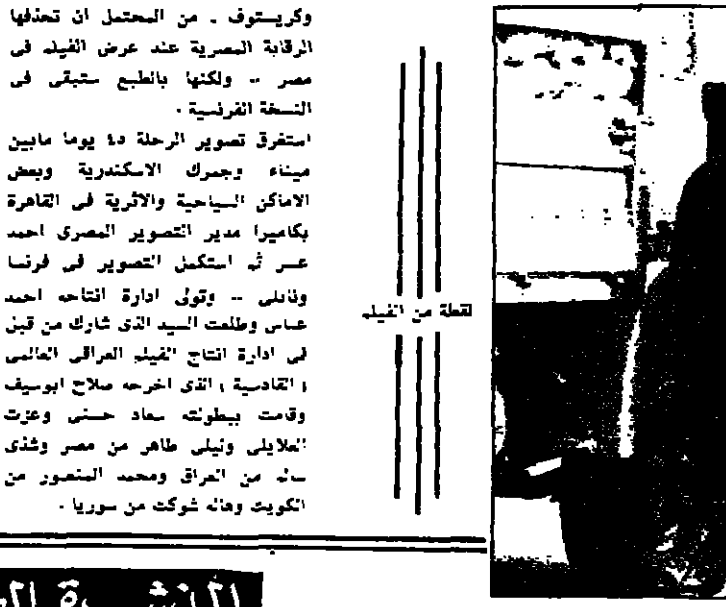 وكريستوف . من المحتمل ان تحذفها
الرقابة المصرية عند عرض الفيلم فى
مصر .. ولكنها بالطبع ستبقى فى
النسخة الفرنسية .
استغرق تصوير الرحلة ٤٥ يوما مابين
ميناء وجمرك الاسكندرية وبعض
الاماكن السياحية والاثرية فى القاهرة
بكاميرا مدير التصوير المصرى احمد
ثم استكمل التصوير فى فرنسا
.. وتولى ادارة انتاجه احمد
عباس وطلعت السيد الذى شارك من قبل
فى ادارة انتاج الفيلم العراقى العالمى
( القادسية ) الذى اخرجه صلاح ابوسيف
وقامت ببطولته سعاد حسنى وعزت
العلايلى وليلى طاهر من مصر وشذى
سالم من العراق ومحمد المنصور من
الكويت وهاله شوكت من سوريا .
لقطة من الفيلم
النشرة